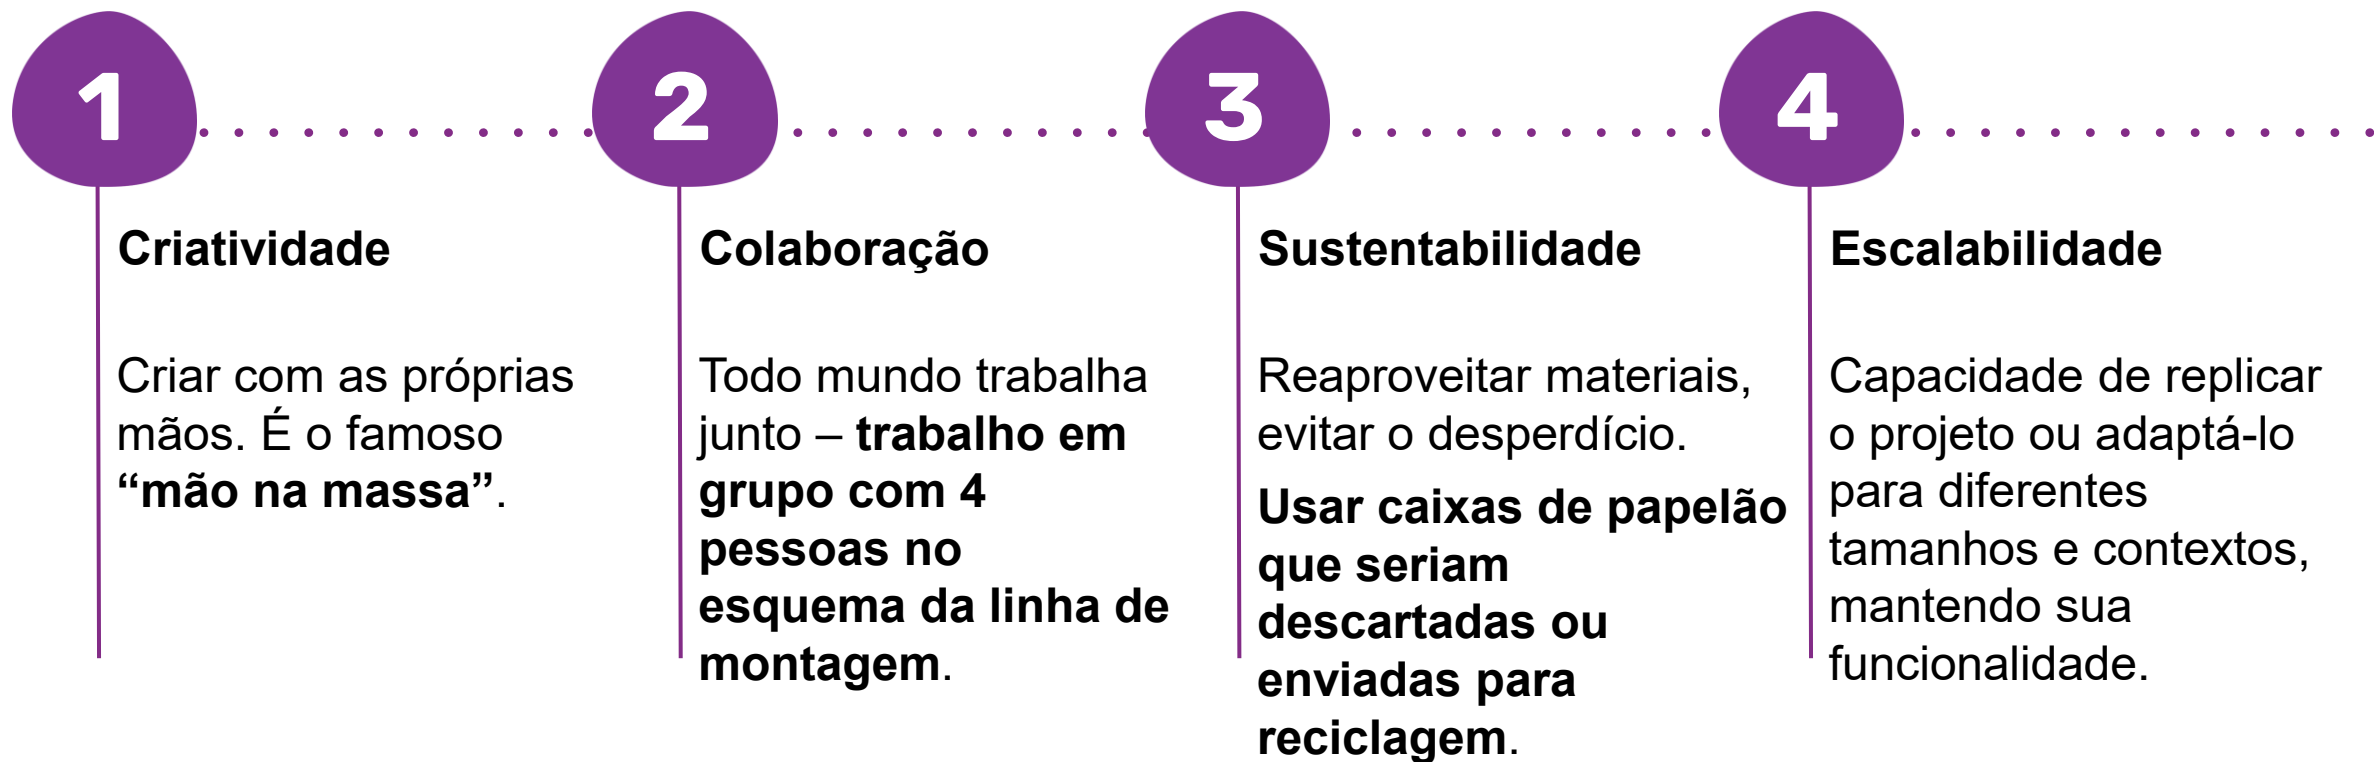 1
Criatividade
Criar com as próprias
mãos. É o famoso
“mão na massa”.
2
Colaboração
Todo mundo trabalha
junto – trabalho em
grupo com 4
pessoas no
esquema da linha de
montagem.
3
Sustentabilidade
Reaproveitar materiais,
evitar o desperdício.
Usar caixas de papelão
que seriam
descartadas ou
enviadas para
reciclagem.
4
Escalabilidade
Capacidade de replicar
o projeto ou adaptá-lo
para diferentes
tamanhos e contextos,
mantendo sua
funcionalidade.